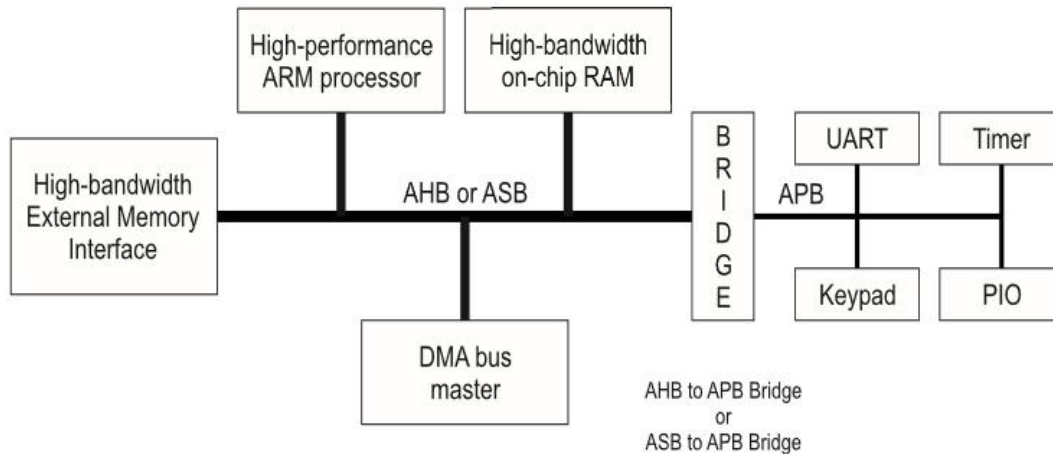 High-performance
ARM processor
High-bandwidth
on-chip RAM
High-bandwidth
External Memory
Interface
AHB or ASB
B
R
I
D
G
E
APB
UART
Timer
Keypad
PIO
DMA bus
master
AHB to APB Bridge
or
ASB to APB Bridge